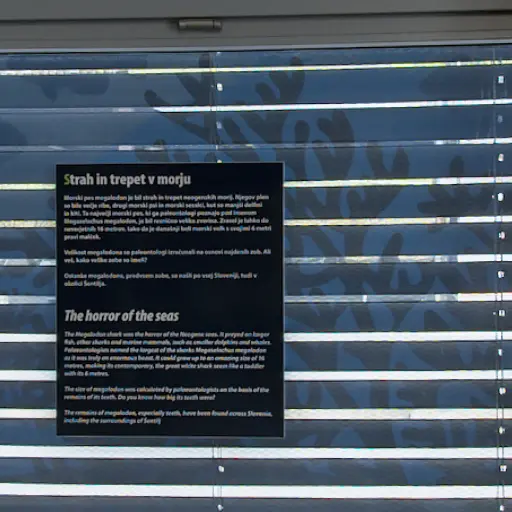 Strah in trepet v morju
Morski pes megalodon je bil strah in trepet neogenskih morij. Njegov plen
so bile večje ribe, drugi morski psi in morski sesalci, kot so manjši delfini
in kiti. Ta največji morski pes, ki ga paleontologi poznajo pod imenom
Megaselachus megalodon, je bil resnično velika zverina. Zrasel je lahko do
16 metrov, tako da je današnji beli morski volk s svojimi 6 metri
pravi malček.
Velikost megalodona so paleontologi izračunali na osnovi najdenih zob. Ali
veš, kako velike zobe so imeli?
Ostanke megalodona, predvsem zobe, so našli po vsej Sloveniji, tudi v
okolici Šentilja.
The horror of the seas
The Megalodon shark was the horror of the Neogene seas. It preyed on larger
fish, other sharks and marine mammals, such as smaller dolphins and whales.
Palaeontologists named the largest of the sharks Megaselachus megalodon
as it was truly an enormous beast. It could grow up to an amazing size of 16
metres, making its contemporary, the great white shark seem like a toddler
with its 6 metres.
The size of megalodon was calculated by palaeontologists on the basis of the
remains of its teeth. Do you know how big its teeth were?
The remains of megalodon, especially teeth, have been found across Slovenia,
including the surroundings of Šentilj